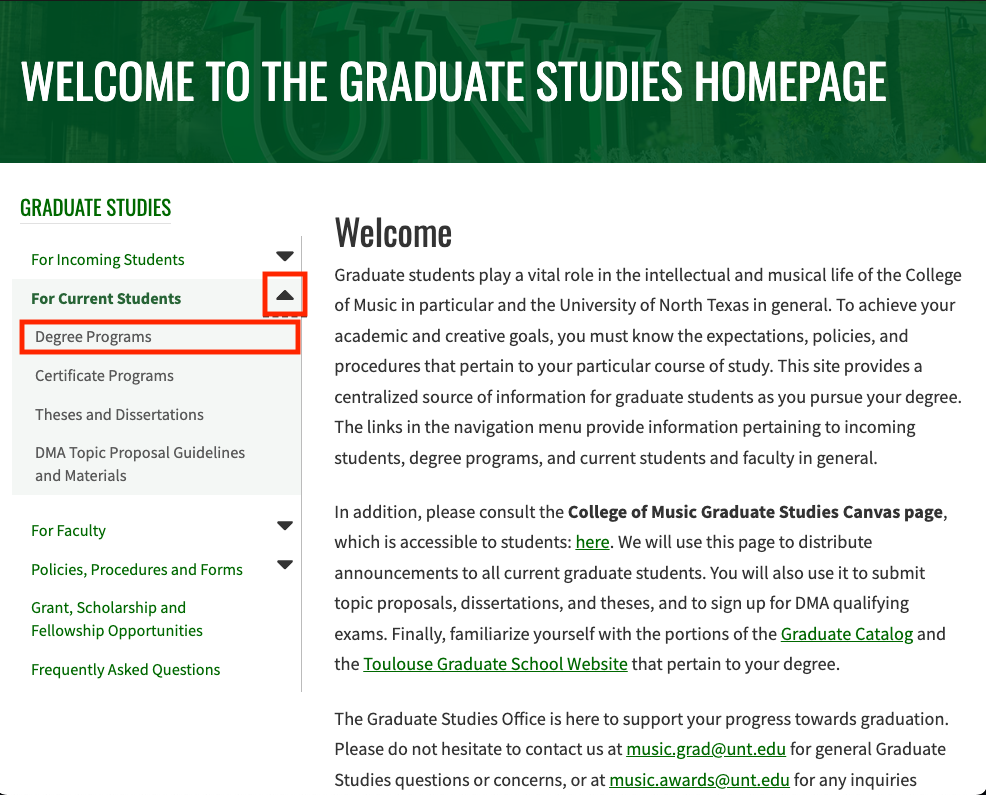 UNT
WELCOME TO THE GRADUATE STUDIES HOMEPAGE
GRADUATE STUDIES
For Incoming Students
For Current Students
Degree Programs
Certificate Programs
Theses and Dissertations
DMA Topic Proposal Guidelines
and Materials
For Faculty
Policies, Procedures and Forms
Grant, Scholarship and
Fellowship Opportunities
Frequently Asked Questions
Welcome
Graduate students play a vital role in the intellectual and musical life of the College
of Music in particular and the University of North Texas in general. To achieve your
academic and creative goals, you must know the expectations, policies, and
procedures that pertain to your particular course of study. This site provides a
centralized source of information for graduate students as you pursue your degree.
The links in the navigation menu provide information pertaining to incoming
students, degree programs, and current students and faculty in general.
In addition, please consult the College of Music Graduate Studies Canvas page,
which is accessible to students: here. We will use this page to distribute
announcements to all current graduate students. You will also use it to submit
topic proposals, dissertations, and theses, and to sign up for DMA qualifying
exams. Finally, familiarize yourself with the portions of the Graduate Catalog and
the Toulouse Graduate School Website that pertain to your degree.
The Graduate Studies Office is here to support your progress towards graduation.
Please do not hesitate to contact us at music.grad@unt.edu for general Graduate
Studies questions or concerns, or at music.awards@unt.edu for any inquiries